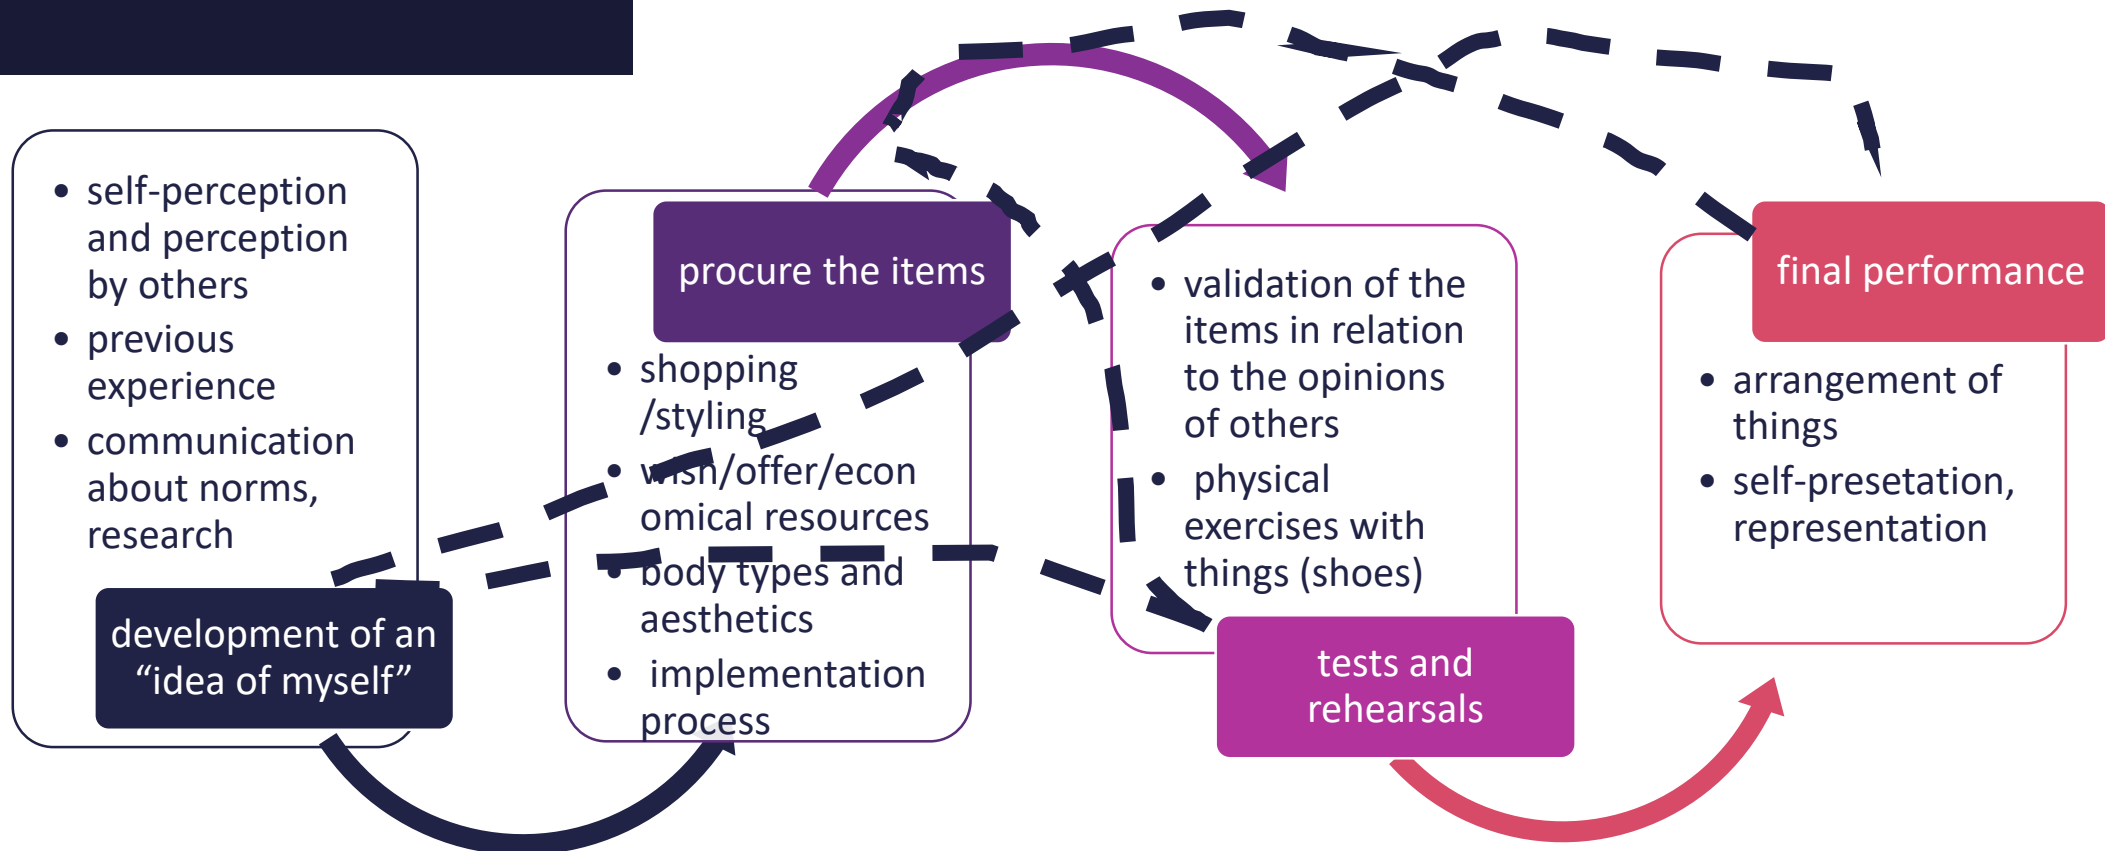 • self-perception
and perception
by others
• previous
experience
• communication
about norms,
research
development of an
“idea of myself”
procure the items
• shopping
/styling
• wish/offer/econ
omical resources
• body types and
aesthetics
• implementation
process
• validation of the
items in relation
to the opinions
of others
• physical
exercises with
things (shoes)
tests and
rehearsals
final performance
• arrangement of
things
• self-presetation,
representation